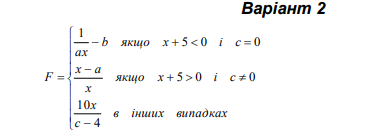 Варіант 2
F = { 1/(ax) − b якщо x + 5 < 0 і c = 0
(x − a)/x якщо x + 5 > 0 і c ≠ 0
10x/(c − 4) в інших випадках